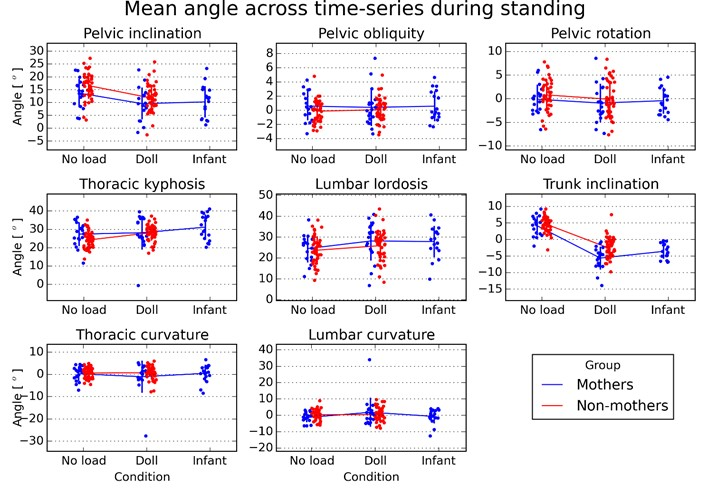 Mean angle across time-series during standing
Pelvic inclination
Pelvic obliquity
Pelvic rotation
Angle [ ° ]
30
25
20
15
10
5
0
−5
8
6
4
2
0
−2
−4
10
5
0
−5
−10
No load Doll Infant
No load Doll Infant
No load Doll Infant
Thoracic kyphosis
Lumbar lordosis
Trunk inclination
Angle [ ° ]
40
30
20
10
0
50
40
30
20
10
0
10
5
0
−5
−10
−15
No load Doll Infant
No load Doll Infant
No load Doll Infant
Thoracic curvature
Lumbar curvature
Angle [ ° ]
10
0
−30
40
30
20
10
0
−10
−20
No load Doll Infant
No load Doll Infant
Condition
Condition
Group
Mothers
Non-mothers